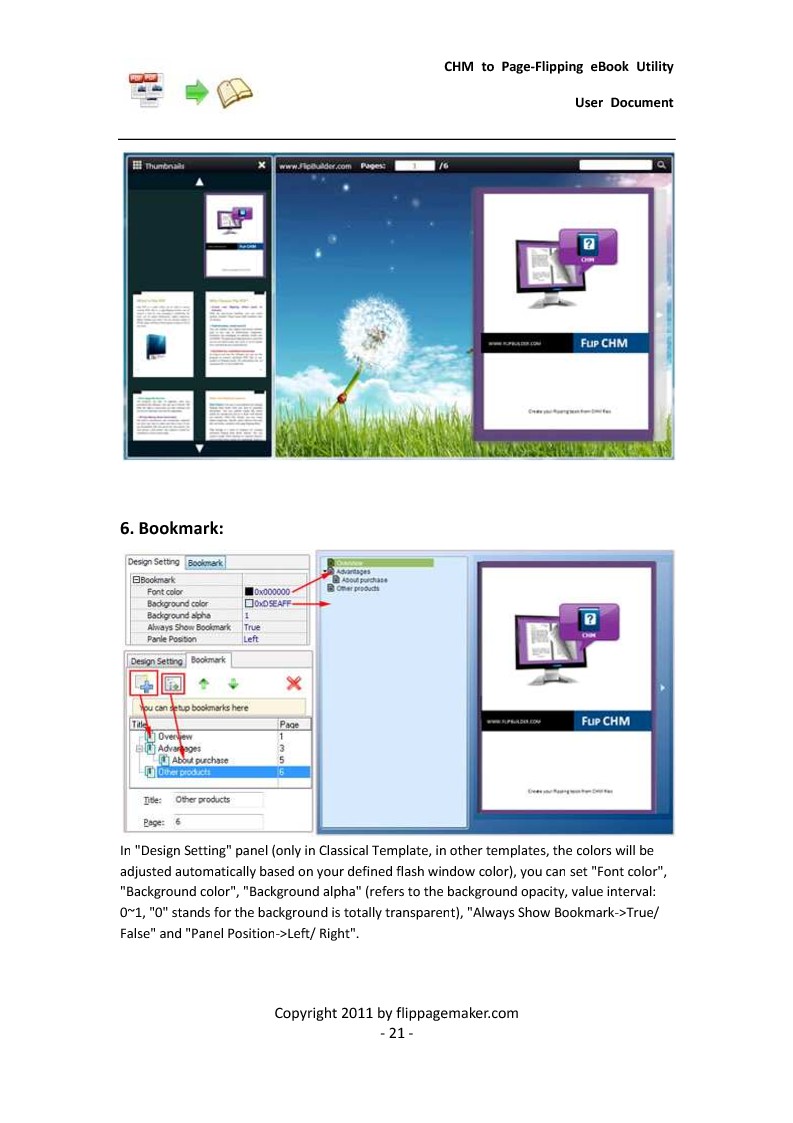 CHM to Page-Flipping eBook Utility
User Document
PDF PDF
Thumbnails
www.FlipBuilder.com Pages: 1 /6
CHM
WWW.FLIPBUILDER.COM FLIP CHM
Create your flipping book from CHM files
FLIP CHM
6. Bookmark:
Design Setting Bookmark
Bookmark
Font color 0x000000
Background color 0xD5EAFF
Background alpha 1
Always Show Bookmark True
Panle Position Left
Design Setting Bookmark
You can setup bookmarks here
Title Page
Overview 1
Advantages 3
About purchase 5
Other products 6
Title: Other products
Page: 6
Overview
Advantages
About purchase
Other products
CHM
WWW.FLIPBUILDER.COM FLIP CHM
Create your flipping book from CHM files
In "Design Setting" panel (only in Classical Template, in other templates, the colors will be
adjusted automatically based on your defined flash window color), you can set "Font color",
"Background color", "Background alpha" (refers to the background opacity, value interval:
0~1, "0" stands for the background is totally transparent), "Always Show Bookmark->True/
False" and "Panel Position->Left/ Right".
Copyright 2011 by flippagemaker.com
- 21 -